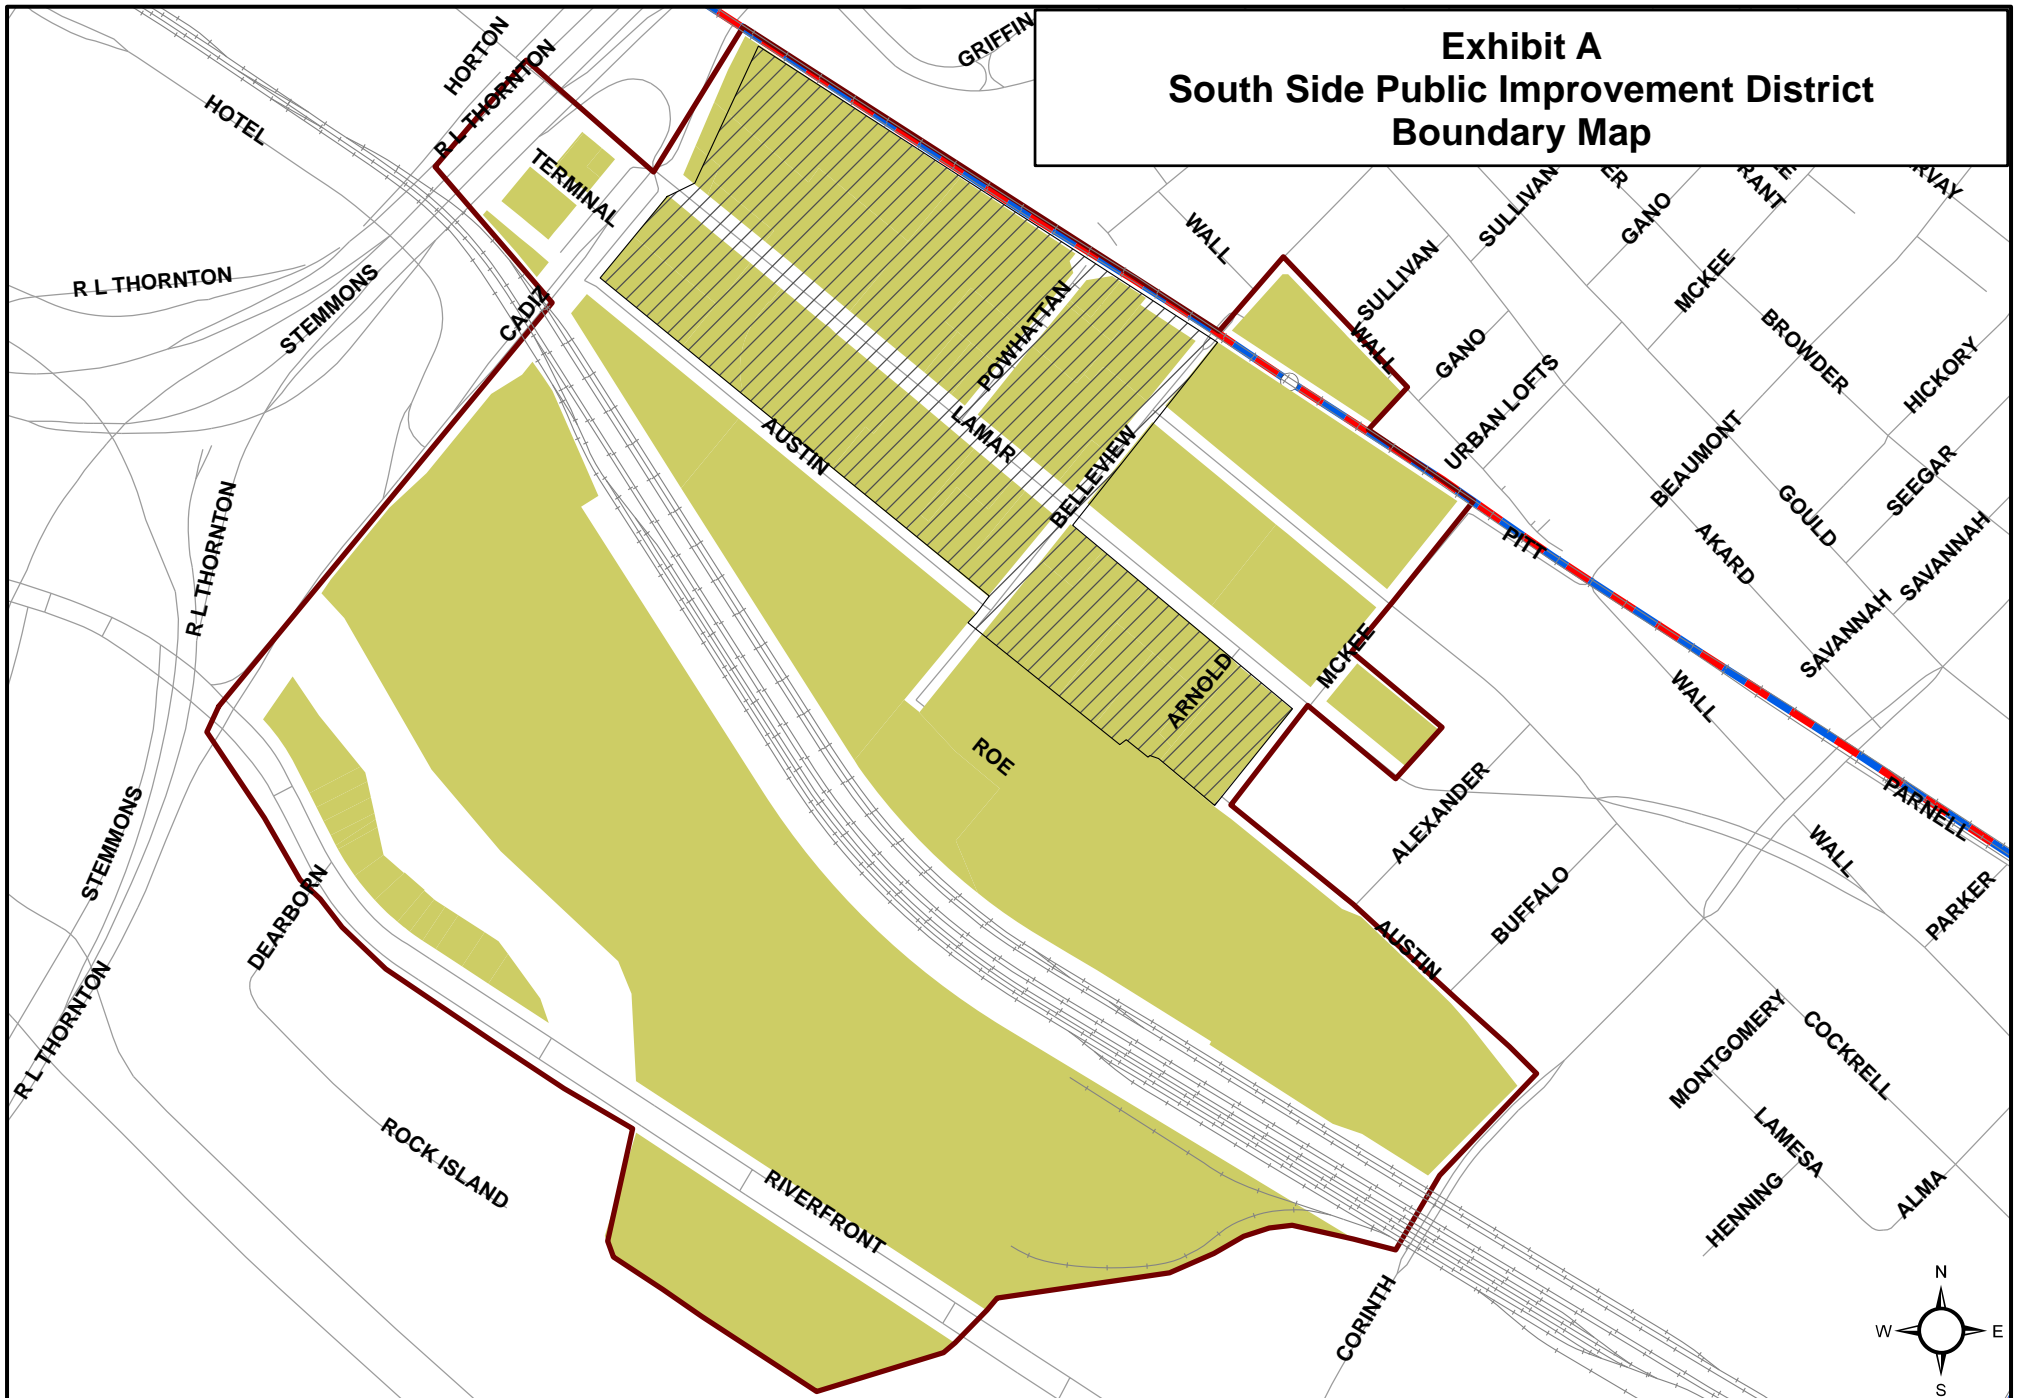 Exhibit A
South Side Public Improvement District
Boundary Map
HORTON
GRIFFIN
R L THORNTON
HOTEL
TERMINAL
WALL
SULLIVAN
ER
GANO
RANT
RVAY
SULLIVAN
MCKEE
R L THORNTON
STEMMONS
CADIZ
POWHATTAN
WALL
GANO
BROWDER
HICKORY
AUSTIN
LAMAR
BELLEVIEW
URBAN LOFTS
BEAUMONT
GOULD
SEEGAR
R L THORNTON
PITT
AKARD
SAVANNAH
SAVANNAH
ARNOLD
MCKEE
WALL
ROE
STEMMONS
ALEXANDER
PARNELL
WALL
DEARBORN
BUFFALO
PARKER
AUSTIN
R L THORNTON
MONTGOMERY
COCKRELL
ROCK ISLAND
LAMESA
RIVERFRONT
HENNING
ALMA
CORINTH
N
W
E
S